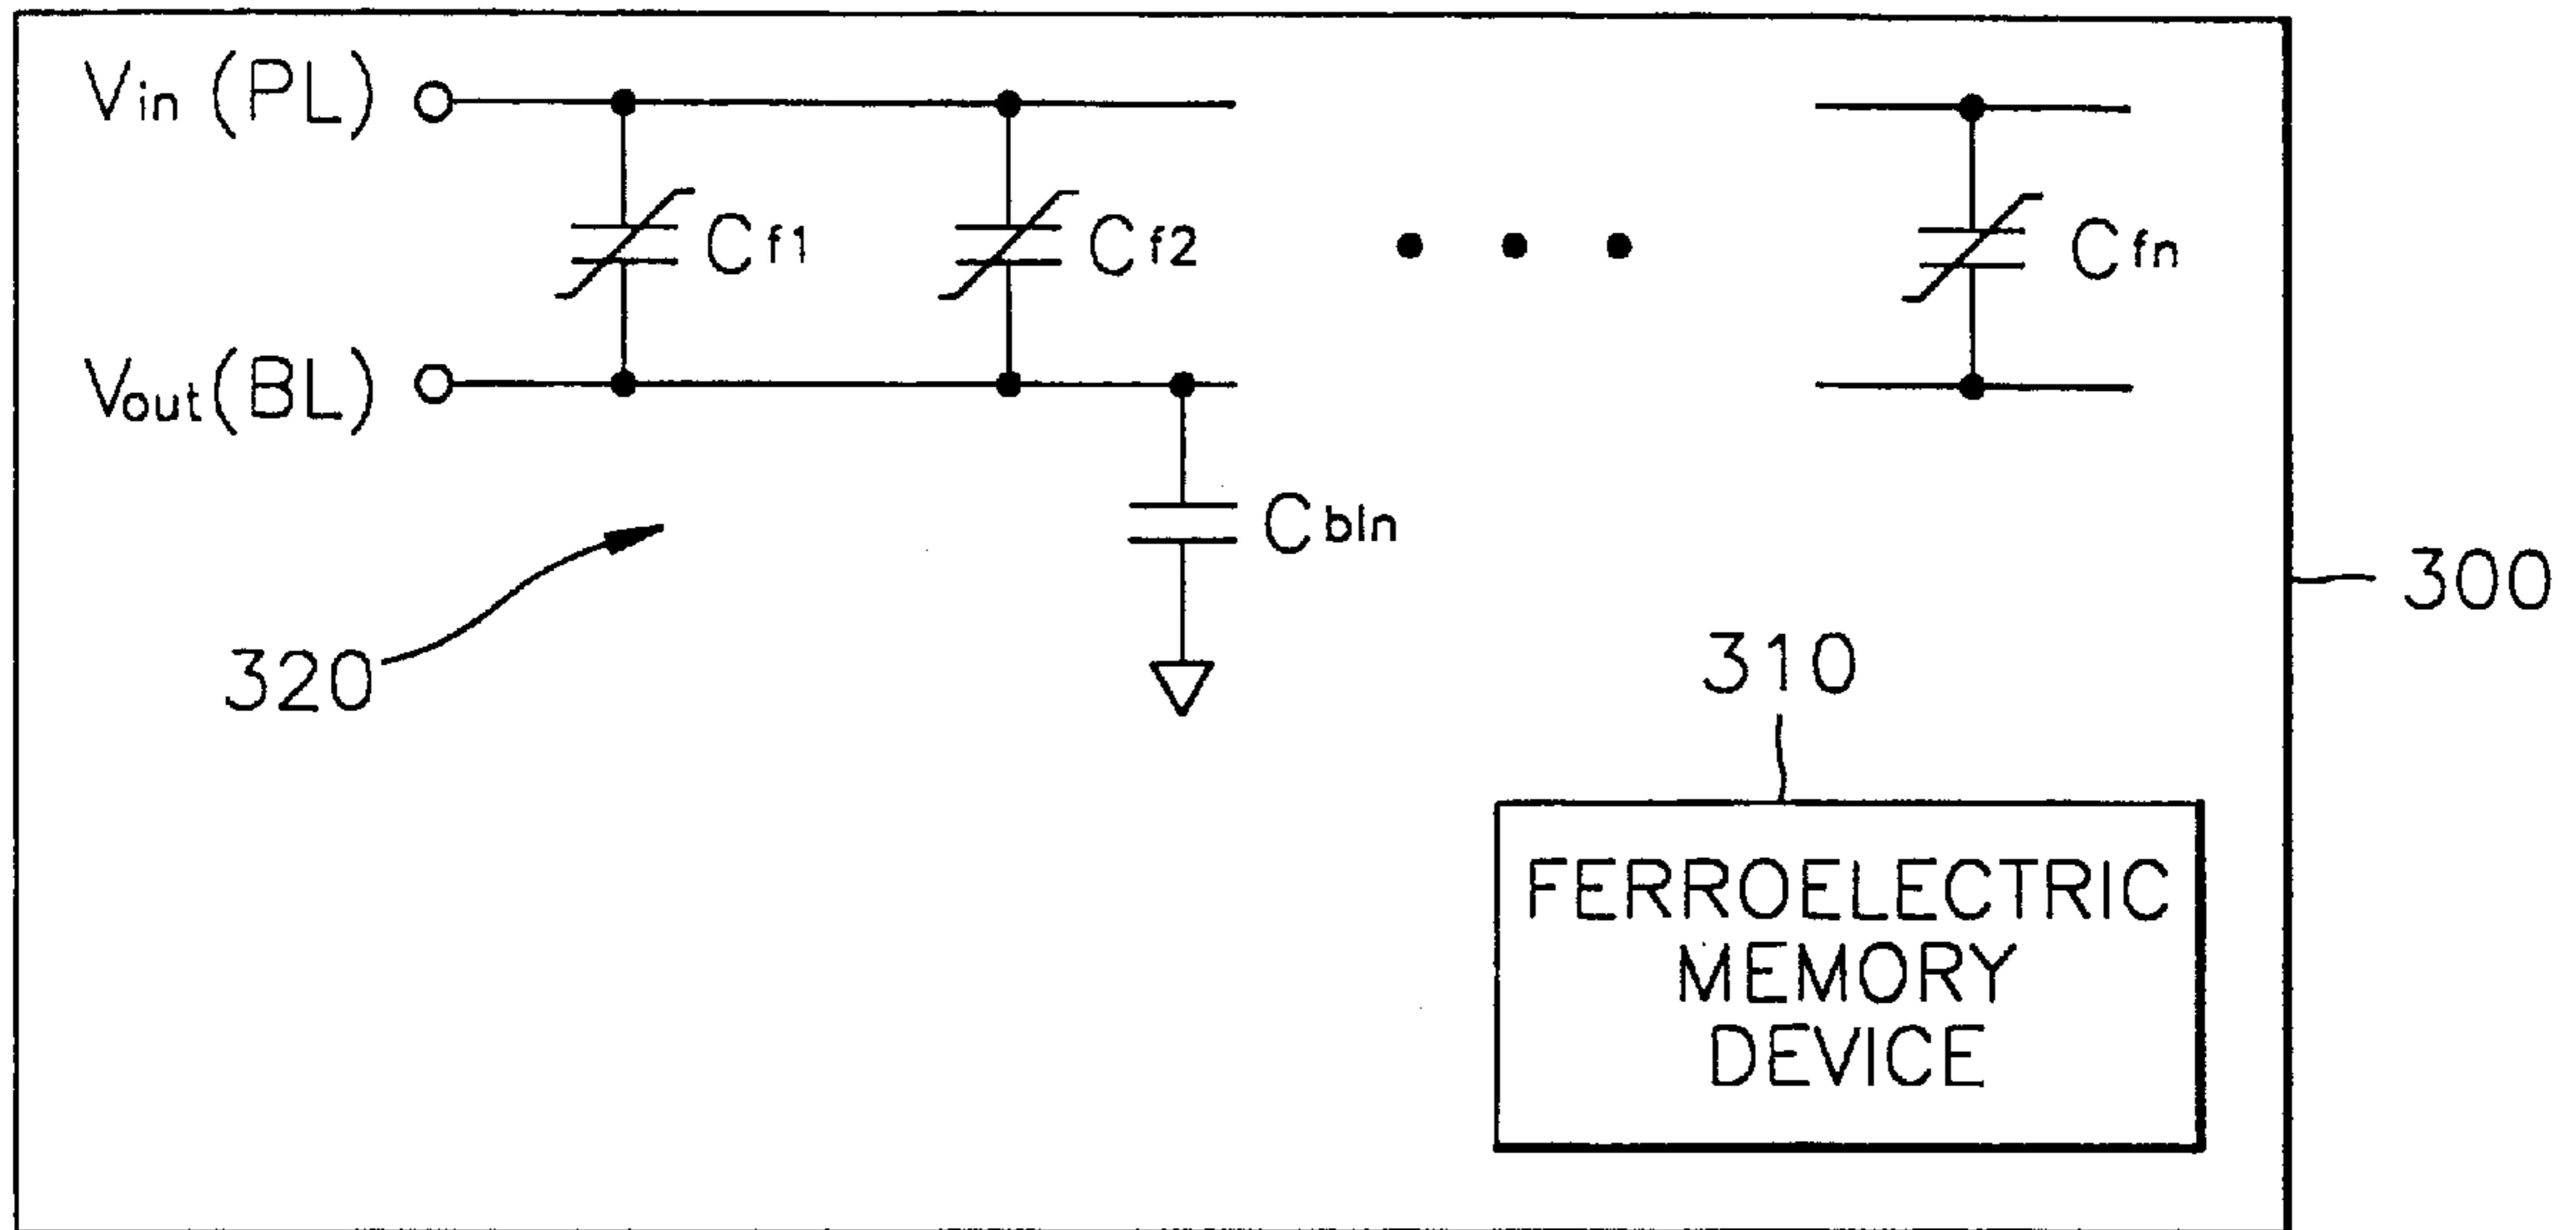 Vin (PL)
Cf1
Cf2
Cfn
Vout (BL)
Cbln
320
300
310
FERROELECTRIC
MEMORY
DEVICE